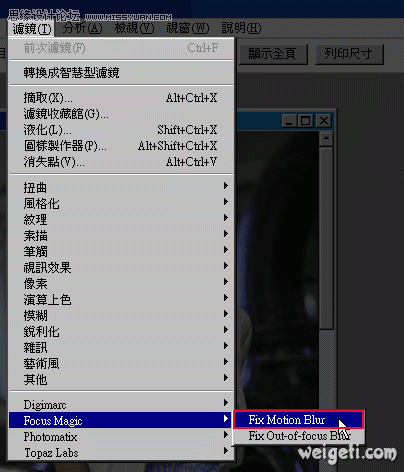 思缘设计论坛 WWW.MISSYUAN.COM
濾鏡(T) 分析(A) 檢視(V) 視窗(W) 說明(H)
前次濾鏡(F) Ctrl+F
顯示全頁 列印尺寸
轉換成智慧型濾鏡
摘取(X)... Alt+Ctrl+X
濾鏡收藏館(G)...
液化(L)... Shift+Ctrl+X
圖樣製作器(P)... Alt+Shift+Ctrl+X
消失點(V)... Alt+Ctrl+V
扭曲
風格化
紋理
素描
筆觸
視訊效果
像素
演算上色
模糊
銳利化
雜訊
藝術風
其他
Digimarc
Focus Magic
Fix Motion Blur
Photomatix
Fix Out-of-focus Blur
Topaz Labs
weigefi.com